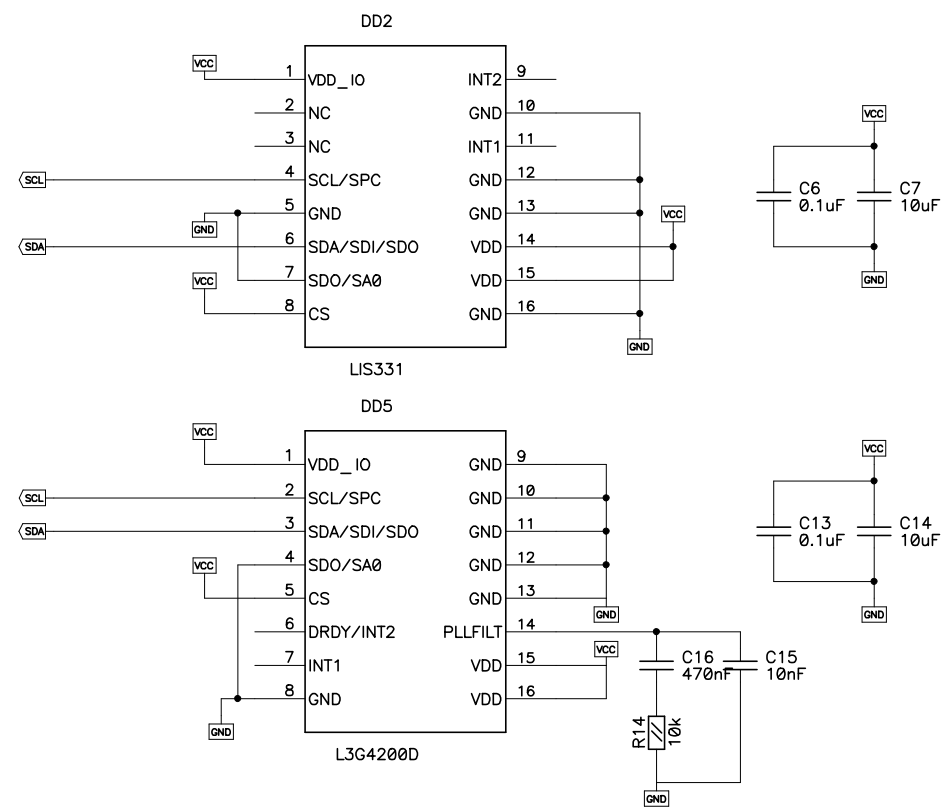 DD2
VCC
1 VDD_IO INT2 9
2 NC GND 10
3 NC INT1 11
SCL 4 SCL/SPC GND 12
5 GND GND 13
GND
SDA 6 SDA/SDI/SDO VDD 14
VCC
7 SDO/SA0 VDD 15
VCC
8 CS GND 16
GND
LIS331
VCC
C6
0.1uF
C7
10uF
GND
DD5
VCC
1 VDD_IO GND 9
SCL 2 SCL/SPC GND 10
SDA 3 SDA/SDI/SDO GND 11
4 SDO/SA0 GND 12
VCC
5 CS GND 13
GND
6 DRDY/INT2 PLLFILT 14
7 INT1 VDD 15
VCC
8 GND VDD 16
GND
L3G4200D
VCC
C13
0.1uF
C14
10uF
GND
C16
470nF
C15
10nF
R14
10k
GND